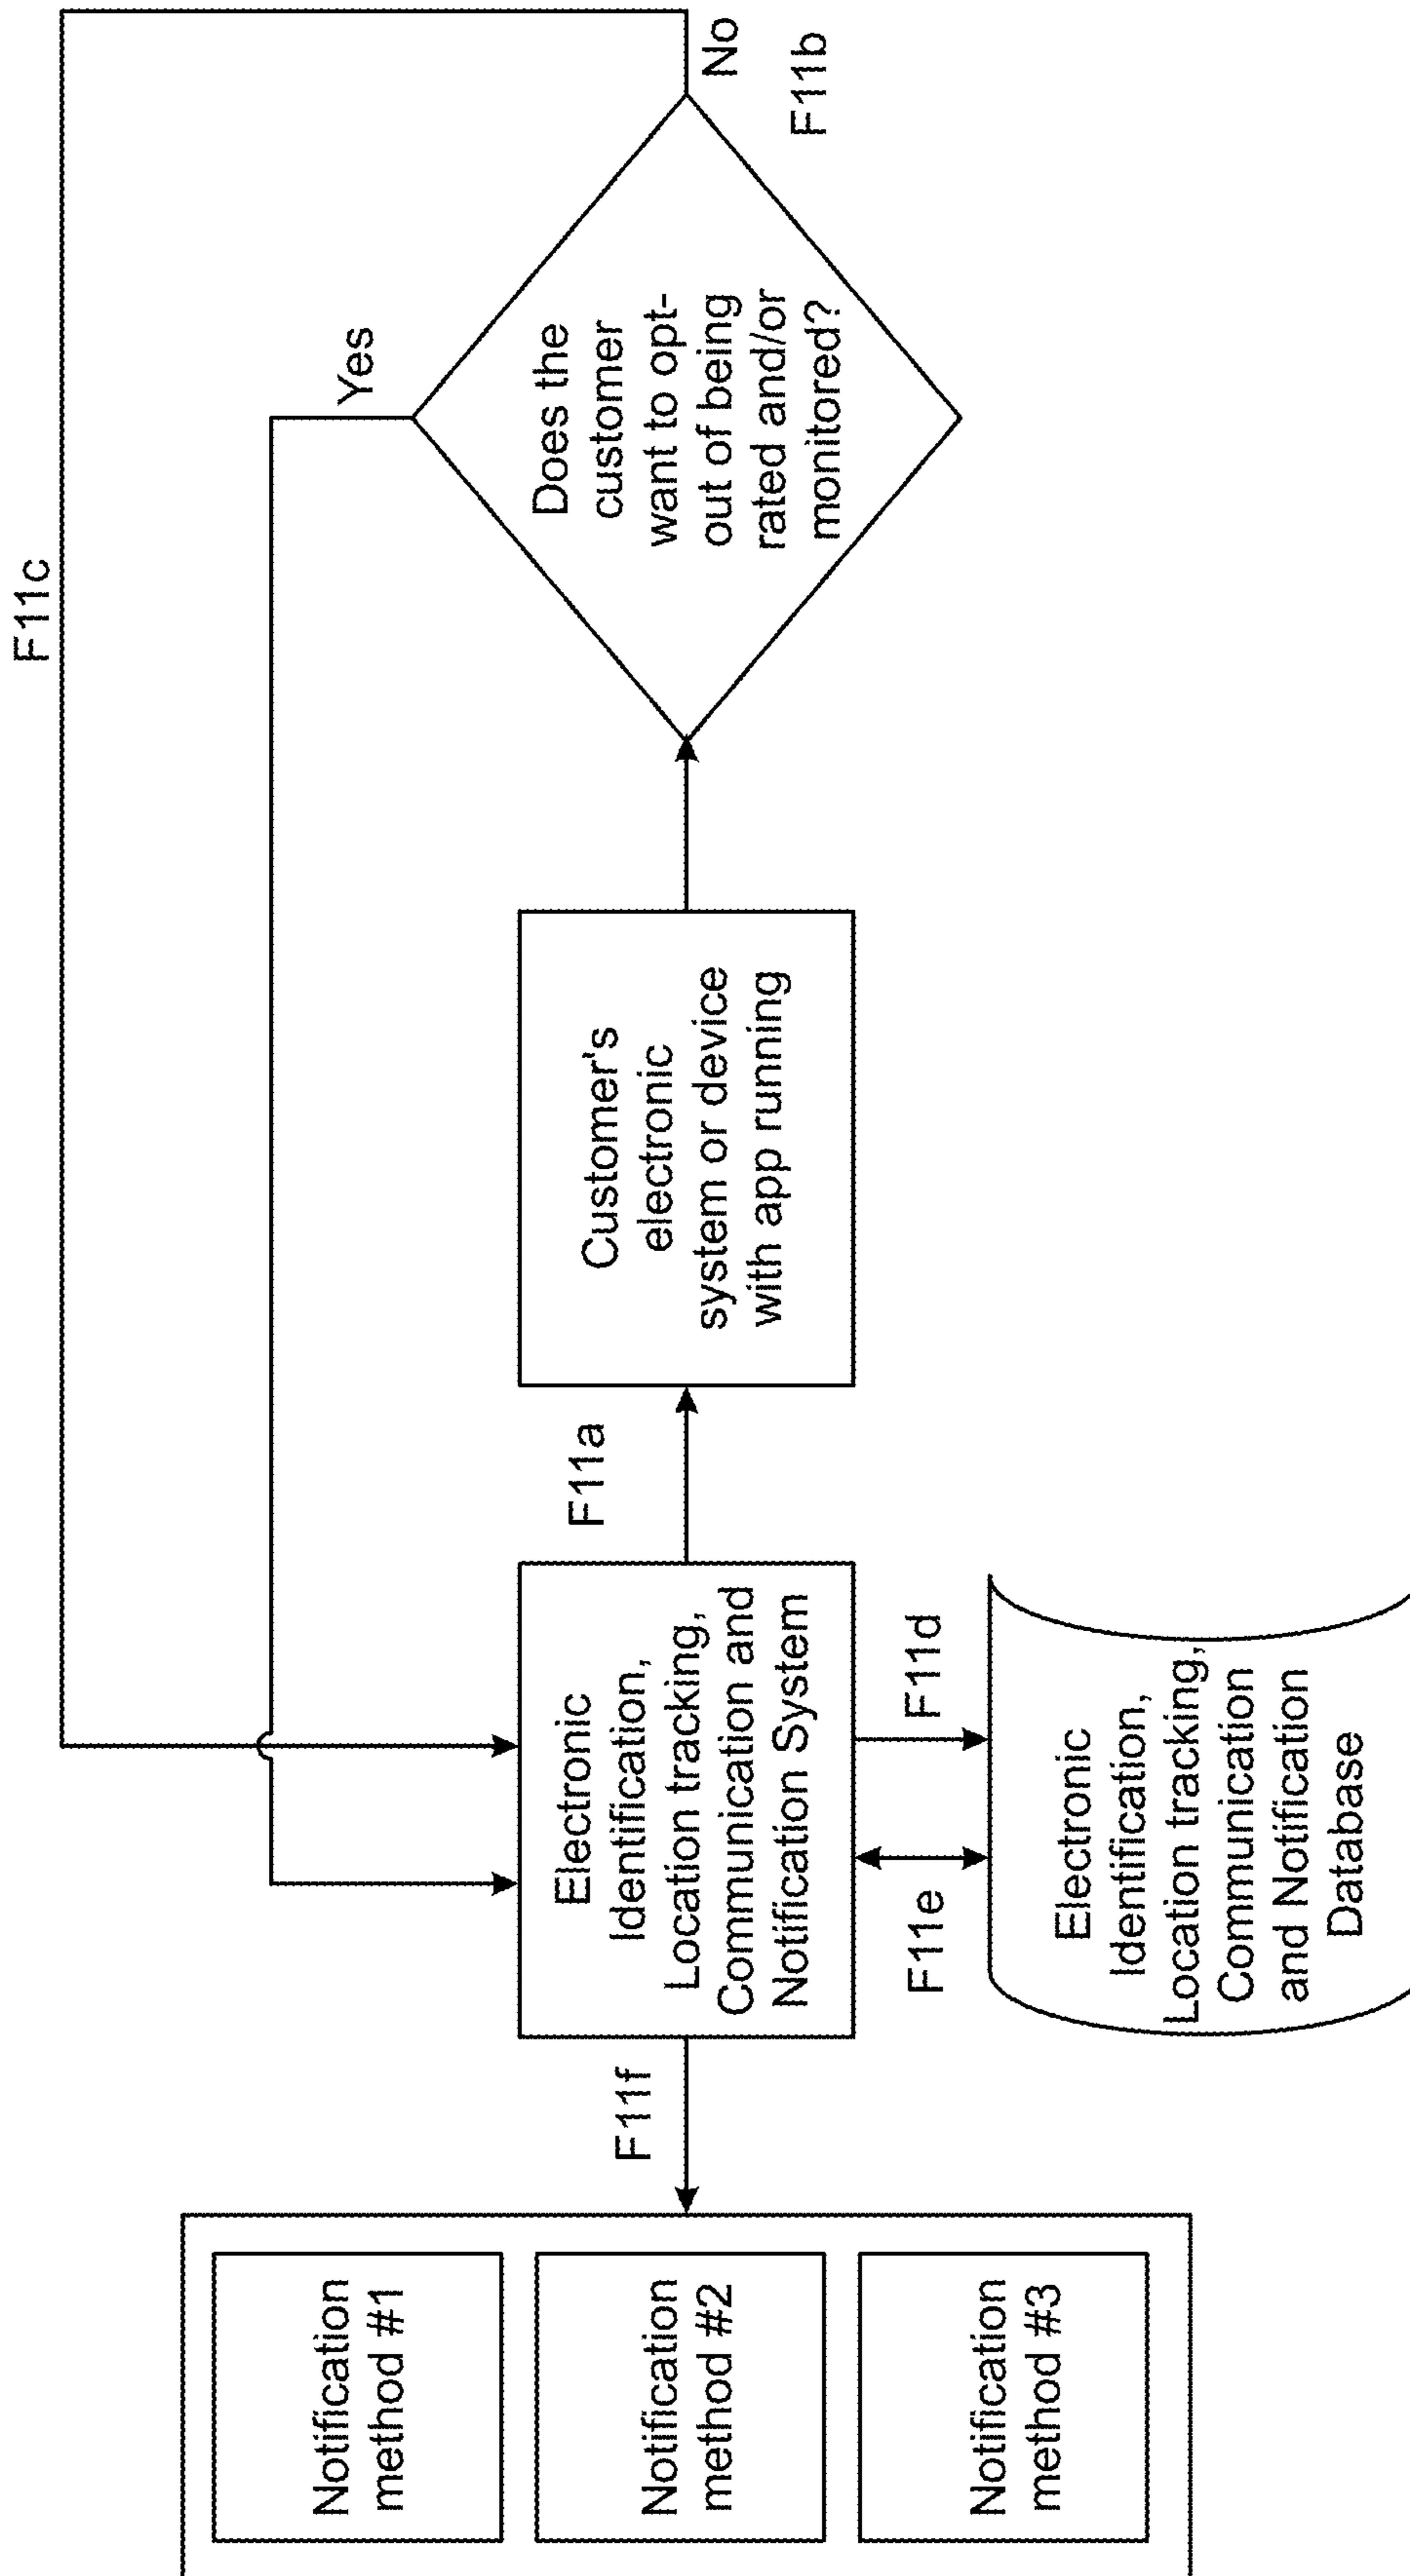 Notification
method #1
Notification
method #2
Notification
method #3
F11f
Electronic
Identification,
Location tracking,
Communication and
Notification System
F11e
F11d
Electronic
Identification,
Location tracking,
Communication
and Notification
Database
F11a
Customer's
electronic
system or device
with app running
F11c
Yes
Does the
customer
want to opt-
out of being
rated and/or
monitored?
No
F11b